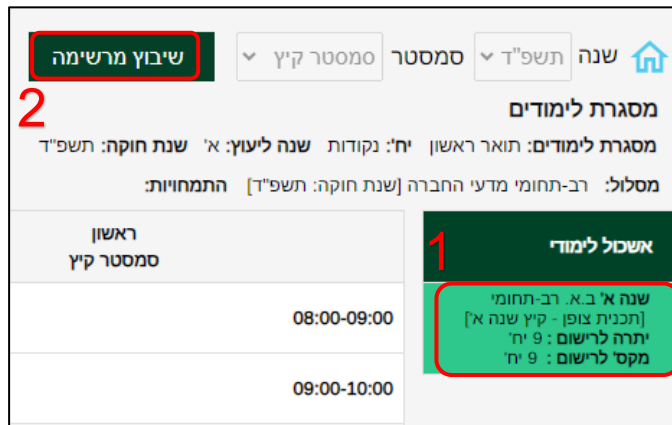 שנה תשפ"ד סמסטר סמסטר קיץ שיבוץ מרשימה
2
מסגרת לימודים
מסגרת לימודים: תואר ראשון יח': נקודות שנה ליעוץ: א' שנת חוקה: תשפ"ד
מסלול: רב-תחומי מדעי החברה [שנת חוקה: תשפ"ד] התמחויות:
אשכול לימודי
1
שנה א' ב.א. רב-תחומי
[תכנית צופן - קיץ שנה א']
יתרה לרישום : 9 יח'
מקס' לרישום : 9 יח'
ראשון
סמסטר קיץ
08:00-09:00
09:00-10:00